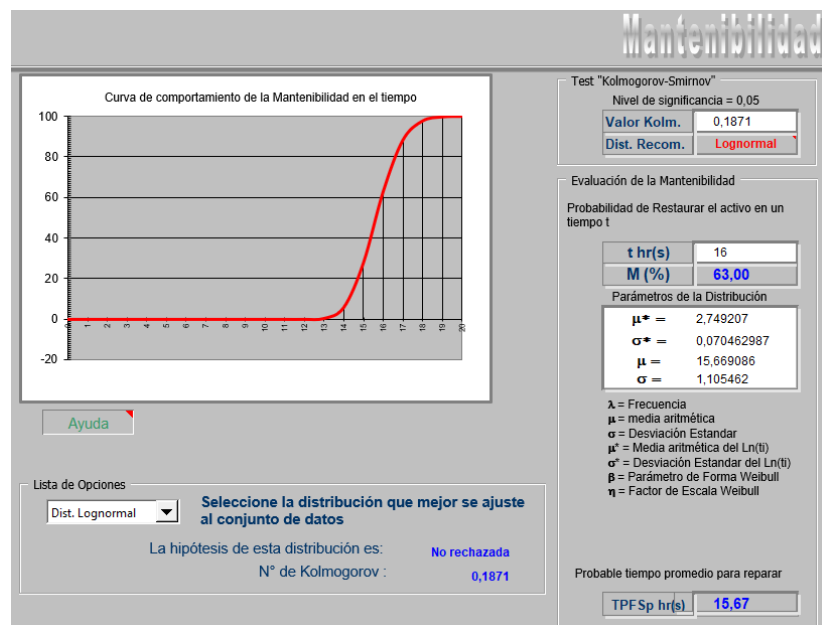 Mantenibilidad
Curva de comportamiento de la Mantenibilidad en el tiempo
100
80
60
40
20
0
-20
0 1 2 3 4 5 6 7 8 9 10 11 12 13 14 15 16 17 18 19 20
Ayuda
Lista de Opciones
Dist. Lognormal
Seleccione la distribución que mejor se ajuste
al conjunto de datos
La hipótesis de esta distribución es: No rechazada
N° de Kolmogorov : 0,1871
Test "Kolmogorov-Smirnov"
Nivel de significancia = 0,05
Valor Kolm. 0,1871
Dist. Recom. Lognormal
Evaluación de la Mantenibilidad
Probabilidad de Restaurar el activo en un
tiempo t
t hr(s) 16
M (%) 63,00
Parámetros de la Distribución
μ* = 2,749207
σ* = 0,070462987
μ = 15,669086
σ = 1,105462
λ = Frecuencia
μ = media aritmética
σ = Desviación Estandar
μ* = Media aritmética del Ln(ti)
σ* = Desviación Estandar del Ln(ti)
β = Parámetro de Forma Weibull
η = Factor de Escala Weibull
Probable tiempo promedio para reparar
TPFSp hr(s) 15,67